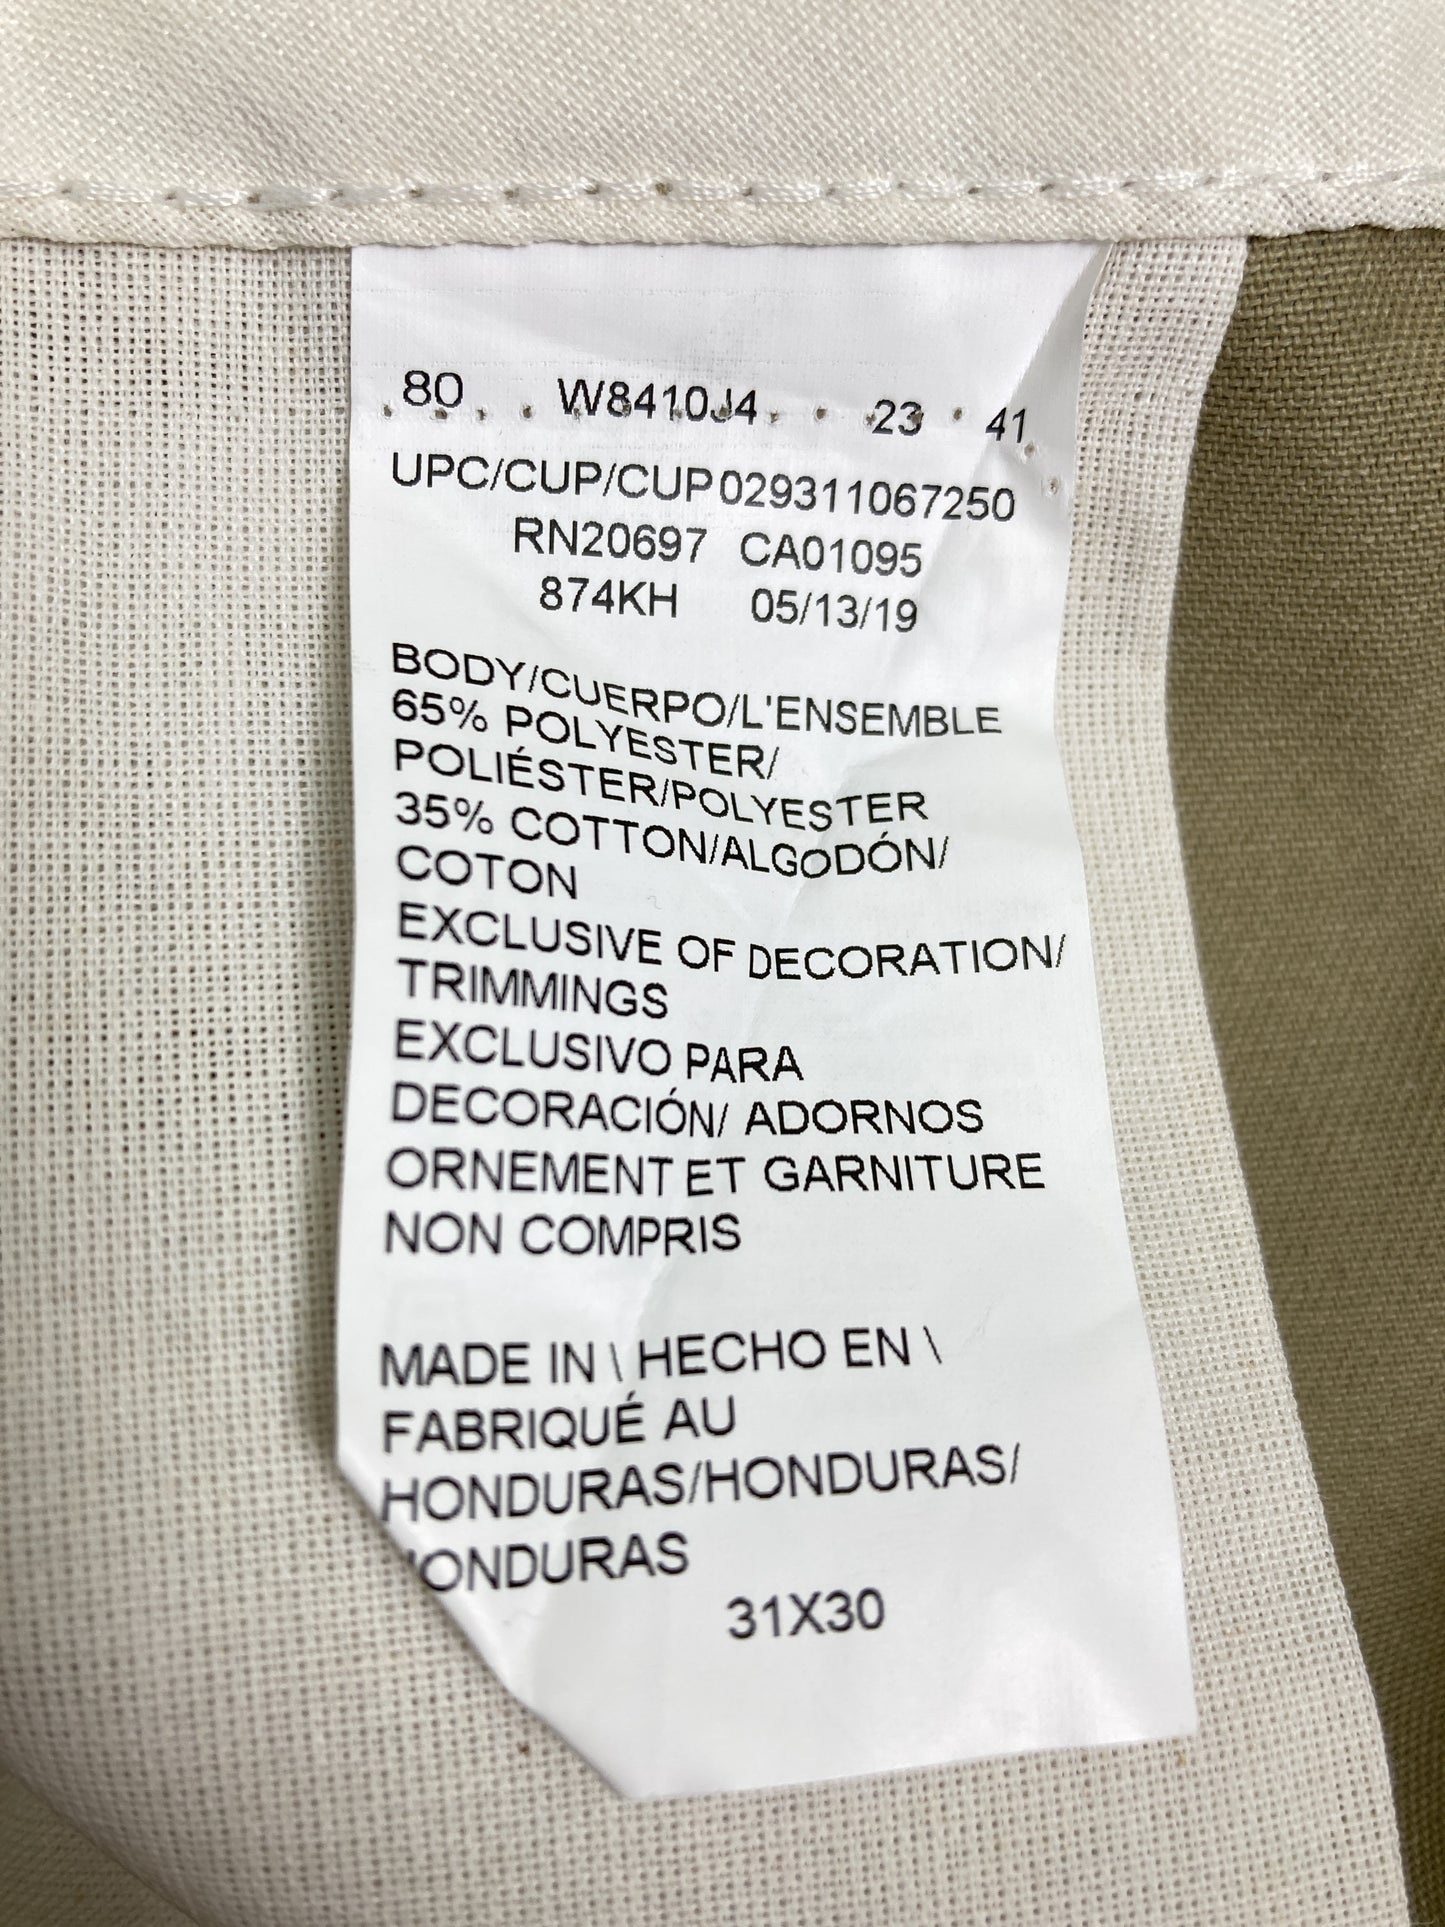 80 W8410J4 23 41
UPC/CUP/CUP029311067250
RN20697 CA01095
874KH 05/13/19
BODY/CUERPO/L'ENSEMBLE
65% POLYESTER/
POLIÉSTER/POLYESTER
35% COTTON/ALGODÓN/
COTON
EXCLUSIVE OF DECORATION/
TRIMMINGS
EXCLUSIVO PARA
DECORACIÓN/ ADORNOS
ORNEMENT ET GARNITURE
NON COMPRIS
MADE IN \ HECHO EN \
FABRIQUÉ AU
HONDURAS/HONDURAS/
HONDURAS
31X30